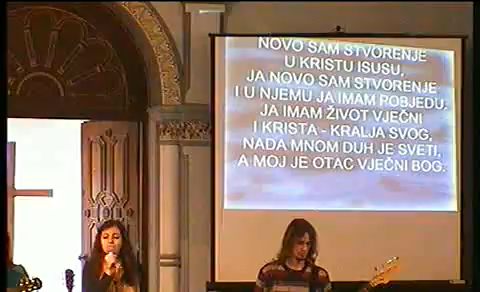 NOVO SAM STVORENJE
U KRISTU ISUSU,
JA NOVO SAM STVORENJE
I U NJEMU JA IMAM POBJEDU.
JA IMAM ŽIVOT VJEČNI
I KRISTA - KRALJA SVOG,
NADA MNOM DUH JE SVETI,
A MOJ JE OTAC VJEČNI BOG.